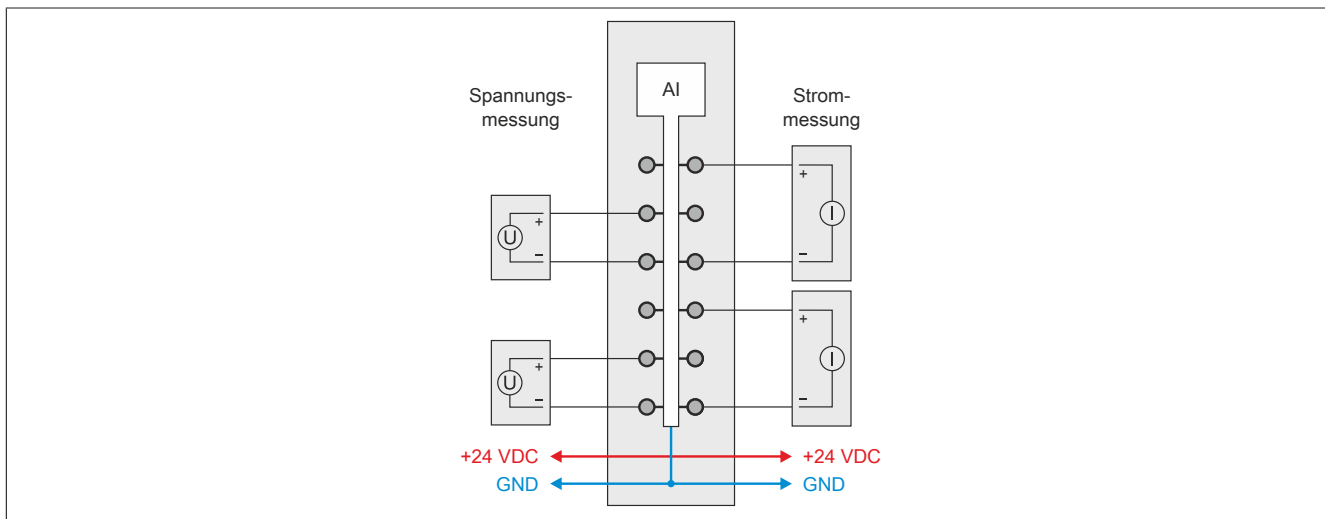 AI
Spannungs-
messung
Strom-
messung
+
-
U
+
-
I
+
-
U
+
-
I
+24 VDC
+24 VDC
GND
GND